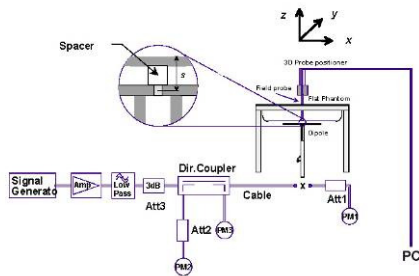 z
y
x
Spacer
s
3D Probe positioner
Field probe
Flat Phantom
Dipole
Signal
Generato
Amp.
Low
Pass
3dB
Att3
Dir.Coupler
Cable
x
Att1
PM1
Att2
PM3
PM2
PC